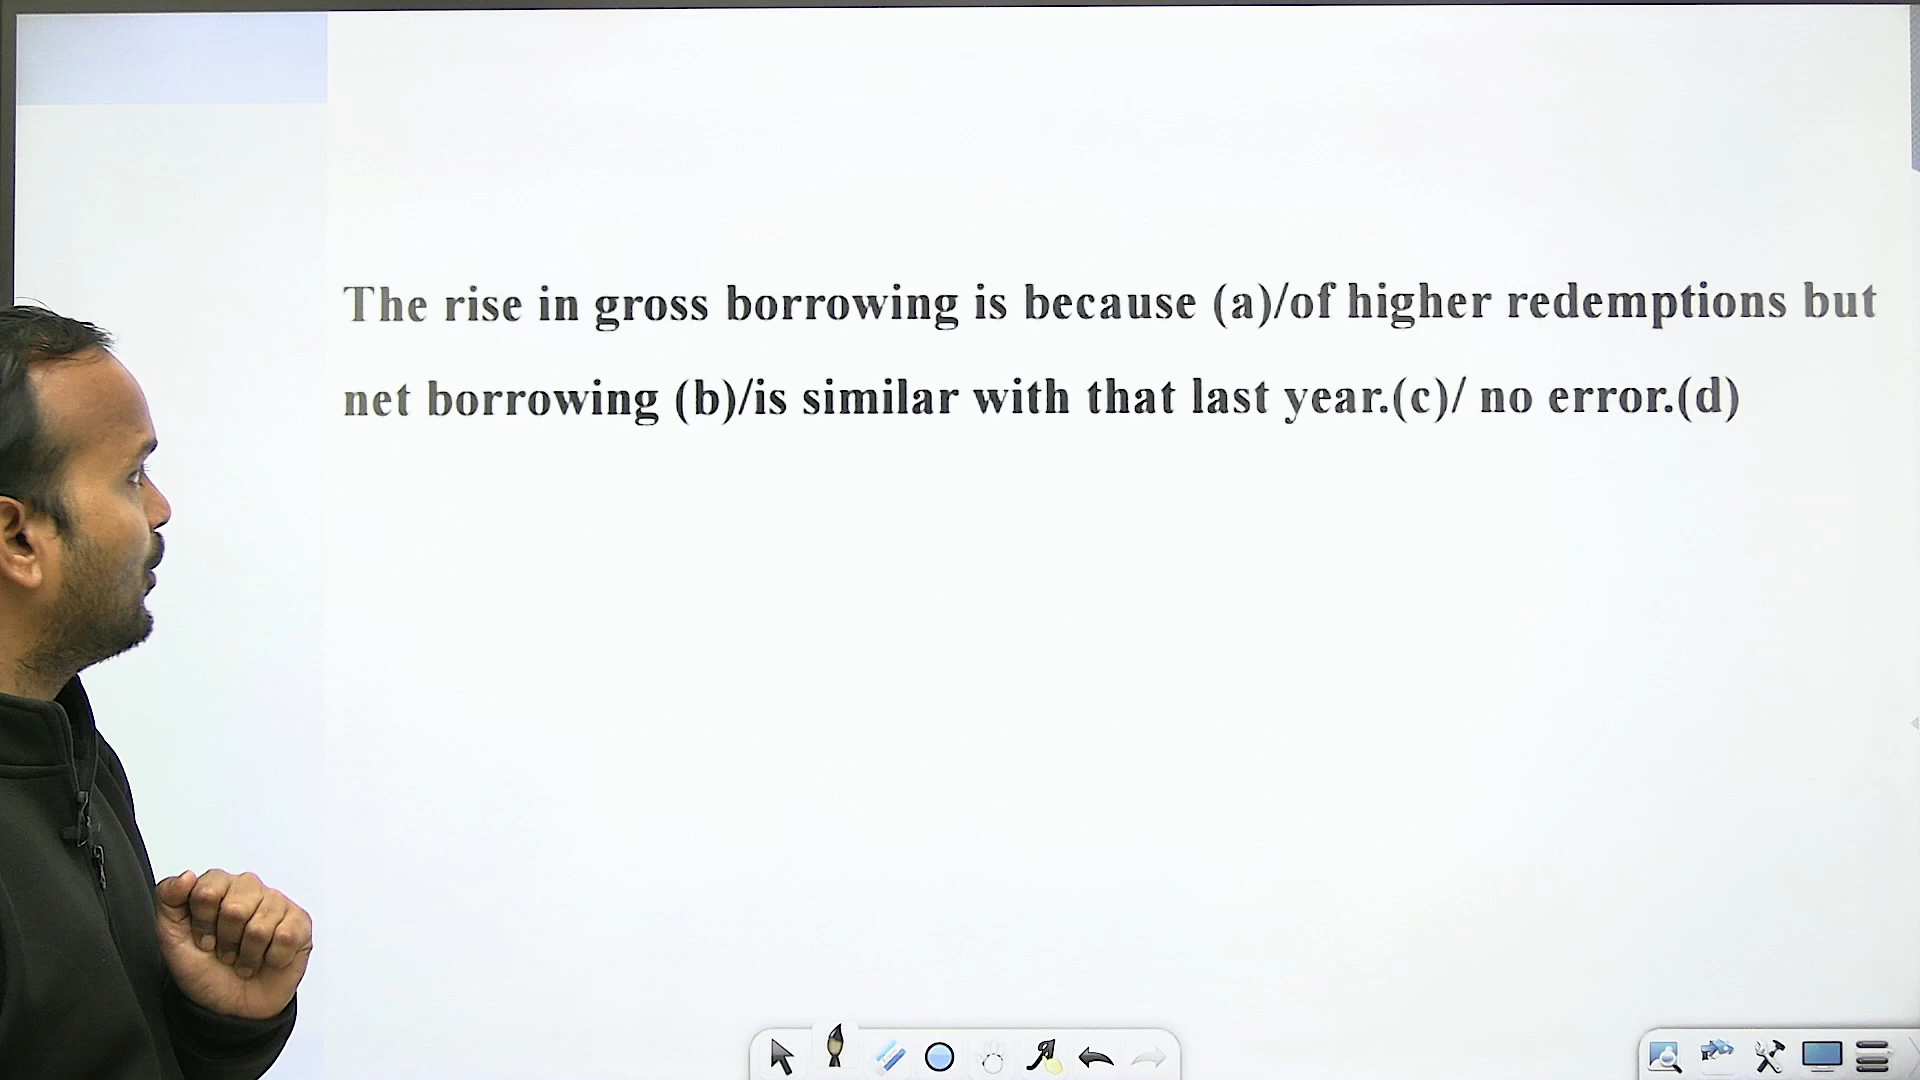 The rise in gross borrowing is because (a)/of higher redemptions but
net borrowing (b)/is similar with that last year.(c)/ no error.(d)